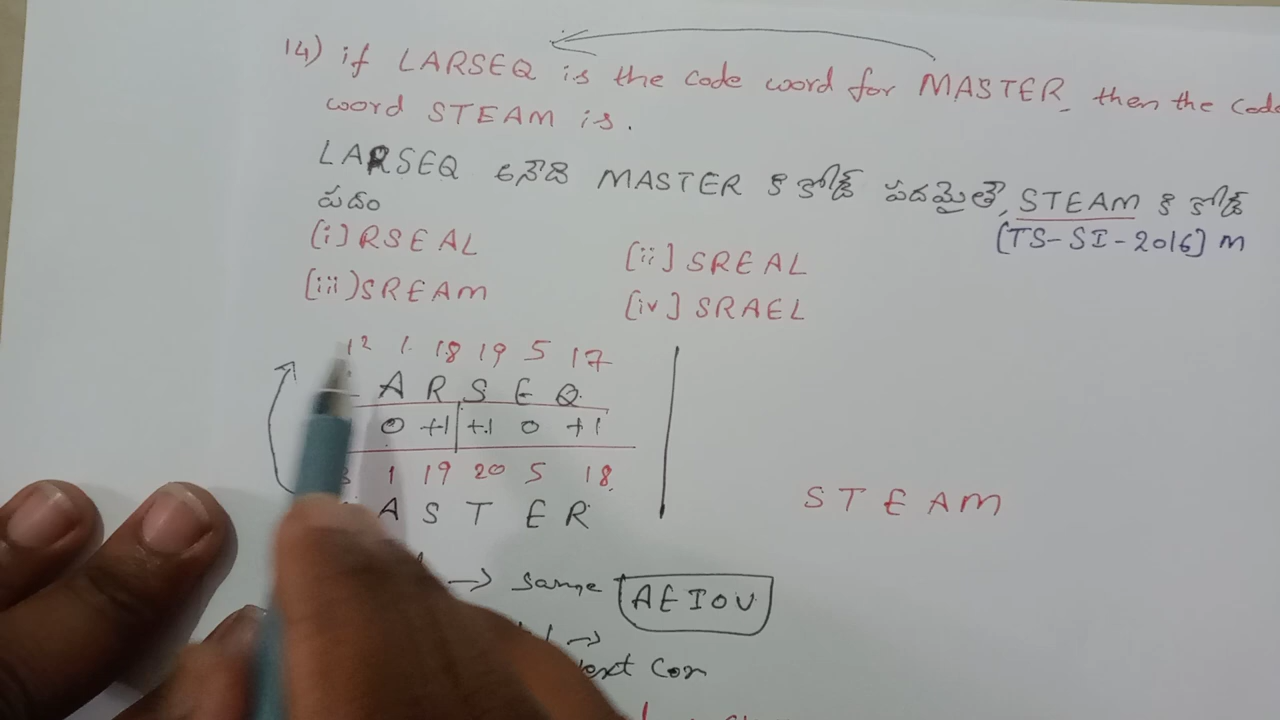 14) if LARSEQ is the code word for MASTER, then the code
word STEAM is.
LARSEQ అనేది MASTER కి కోడ్ పదమైతే, STEAM కి కోడ్
పదం
(TS-SI-2016) m
(i) RSEAL
(ii) SREAL
(iii) SREAM
(iv) SRAEL
12 1 18 19 5 17
A R S E Q
0 +1 +1 0 +1
1 19 20 5 18
A S T E R
STEAM
→ same AEIOU
→
Con